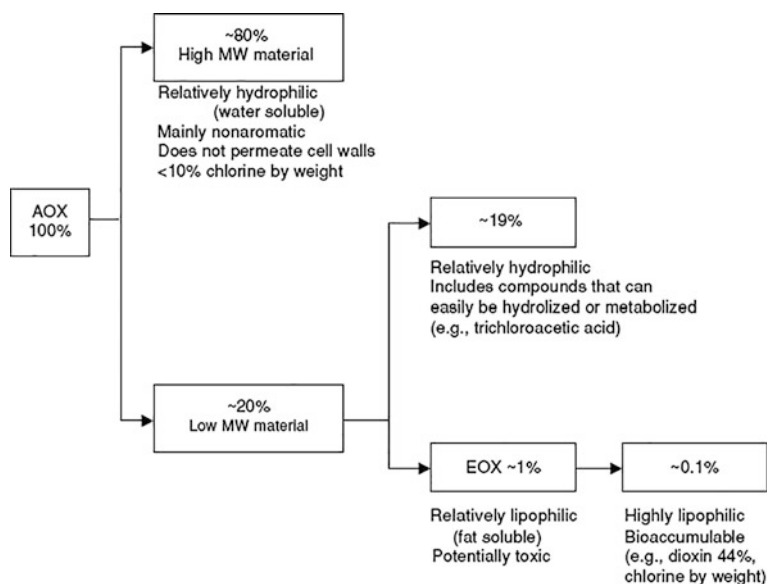 ~80%
High MW material
Relatively hydrophilic
(water soluble)
Mainly nonaromatic
Does not permeate cell walls
<10% chlorine by weight
AOX
100%
~19%
Relatively hydrophilic
Includes compounds that can
easily be hydrolized or metabolized
(e.g., trichloroacetic acid)
~20%
Low MW material
EOX ~1%
Relatively lipophilic
(fat soluble)
Potentially toxic
~0.1%
Highly lipophilic
Bioaccumulable
(e.g., dioxin 44%,
chlorine by weight)